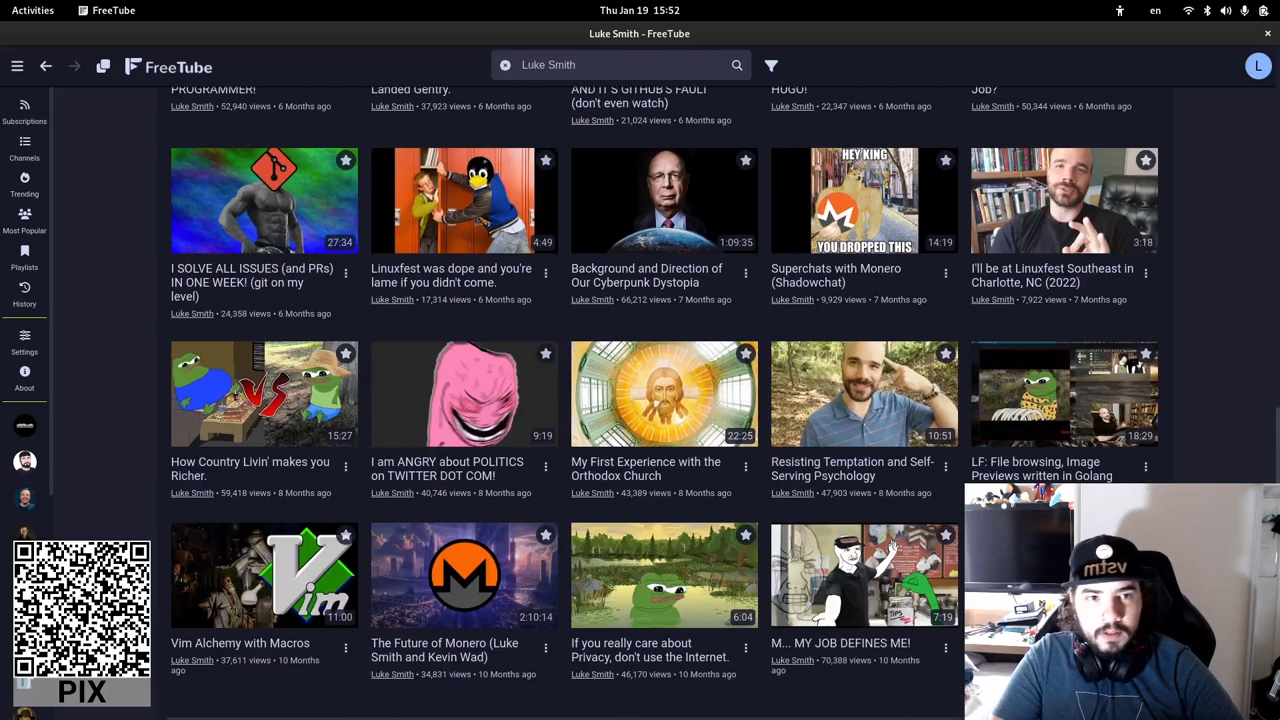 Activities
FreeTube
Thu Jan 19 15:52
en
Luke Smith - FreeTube
FreeTube
Luke Smith
L
Subscriptions
Channels
Trending
Most Popular
Playlists
History
Settings
About
PROGRAMMER!
Luke Smith • 52,940 views • 6 Months ago
Landed Gentry.
Luke Smith • 37,923 views • 6 Months ago
AND IT'S GITHUB'S FAULT
(don't even watch)
Luke Smith • 21,024 views • 6 Months ago
HUGO!
Luke Smith • 22,347 views • 6 Months ago
Job?
Luke Smith • 50,344 views • 6 Months ago
27:34
I SOLVE ALL ISSUES (and PRs)
IN ONE WEEK! (git on my
level)
Luke Smith • 24,358 views • 6 Months ago
4:49
Linuxfest was dope and you're
lame if you didn't come.
Luke Smith • 17,314 views • 6 Months ago
1:09:35
Background and Direction of
Our Cyberpunk Dystopia
Luke Smith • 66,212 views • 7 Months ago
HEY KING
YOU DROPPED THIS
14:19
Superchats with Monero
(Shadowchat)
Luke Smith • 9,929 views • 7 Months ago
3:18
I'll be at Linuxfest Southeast in
Charlotte, NC (2022)
Luke Smith • 7,922 views • 7 Months ago
VS
15:27
How Country Livin' makes you
Richer.
Luke Smith • 59,418 views • 8 Months ago
9:19
I am ANGRY about POLITICS
on TWITTER DOT COM!
Luke Smith • 40,746 views • 8 Months ago
22:25
My First Experience with the
Orthodox Church
Luke Smith • 43,389 views • 8 Months ago
10:51
Resisting Temptation and Self-
Serving Psychology
Luke Smith • 47,903 views • 8 Months ago
18:29
LF: File browsing, Image
Previews written in Golang
Vim
11:00
Vim Alchemy with Macros
Luke Smith • 37,611 views • 10 Months
ago
2:10:14
The Future of Monero (Luke
Smith and Kevin Wad)
Luke Smith • 34,831 views • 10 Months ago
6:04
If you really care about
Privacy, don't use the Internet.
Luke Smith • 46,170 views • 10 Months ago
TIPS
7:19
M... MY JOB DEFINES ME!
Luke Smith • 70,388 views • 10 Months
ago
PIX